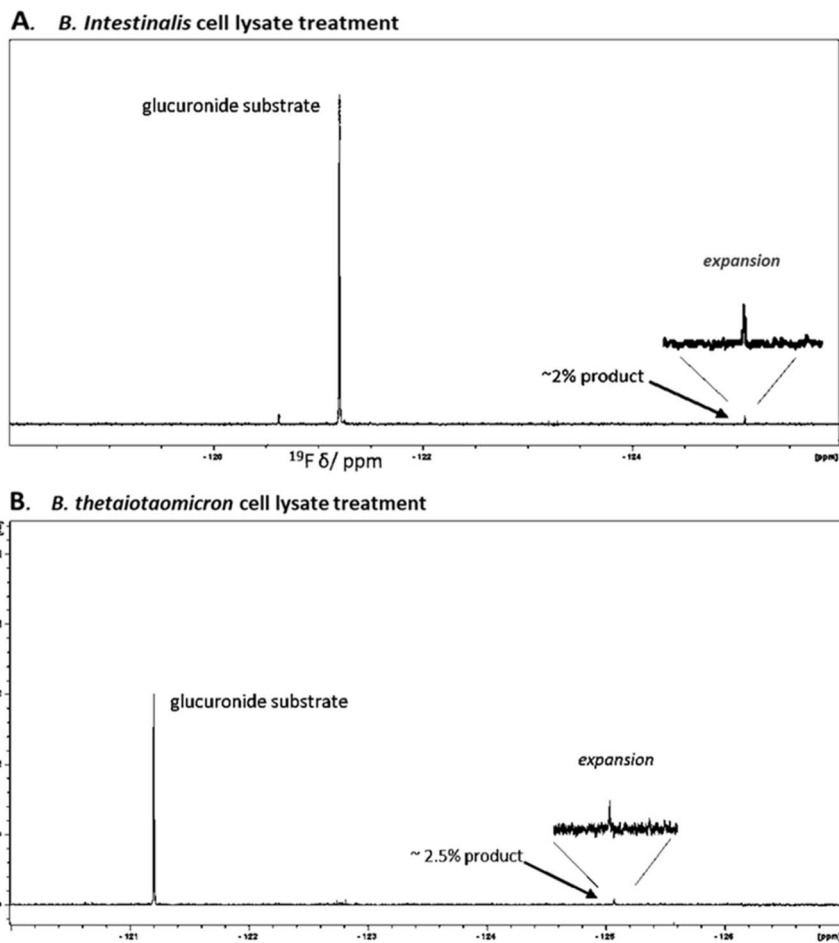 A. B. Intestinalis cell lysate treatment
glucuronide substrate
expansion
~2% product
-120
-122
-124
[ppm]
19F δ/ ppm
B. B. thetaiotaomicron cell lysate treatment
glucuronide substrate
expansion
~ 2.5% product
-121
-122
-123
-124
-125
-126
[ppm]